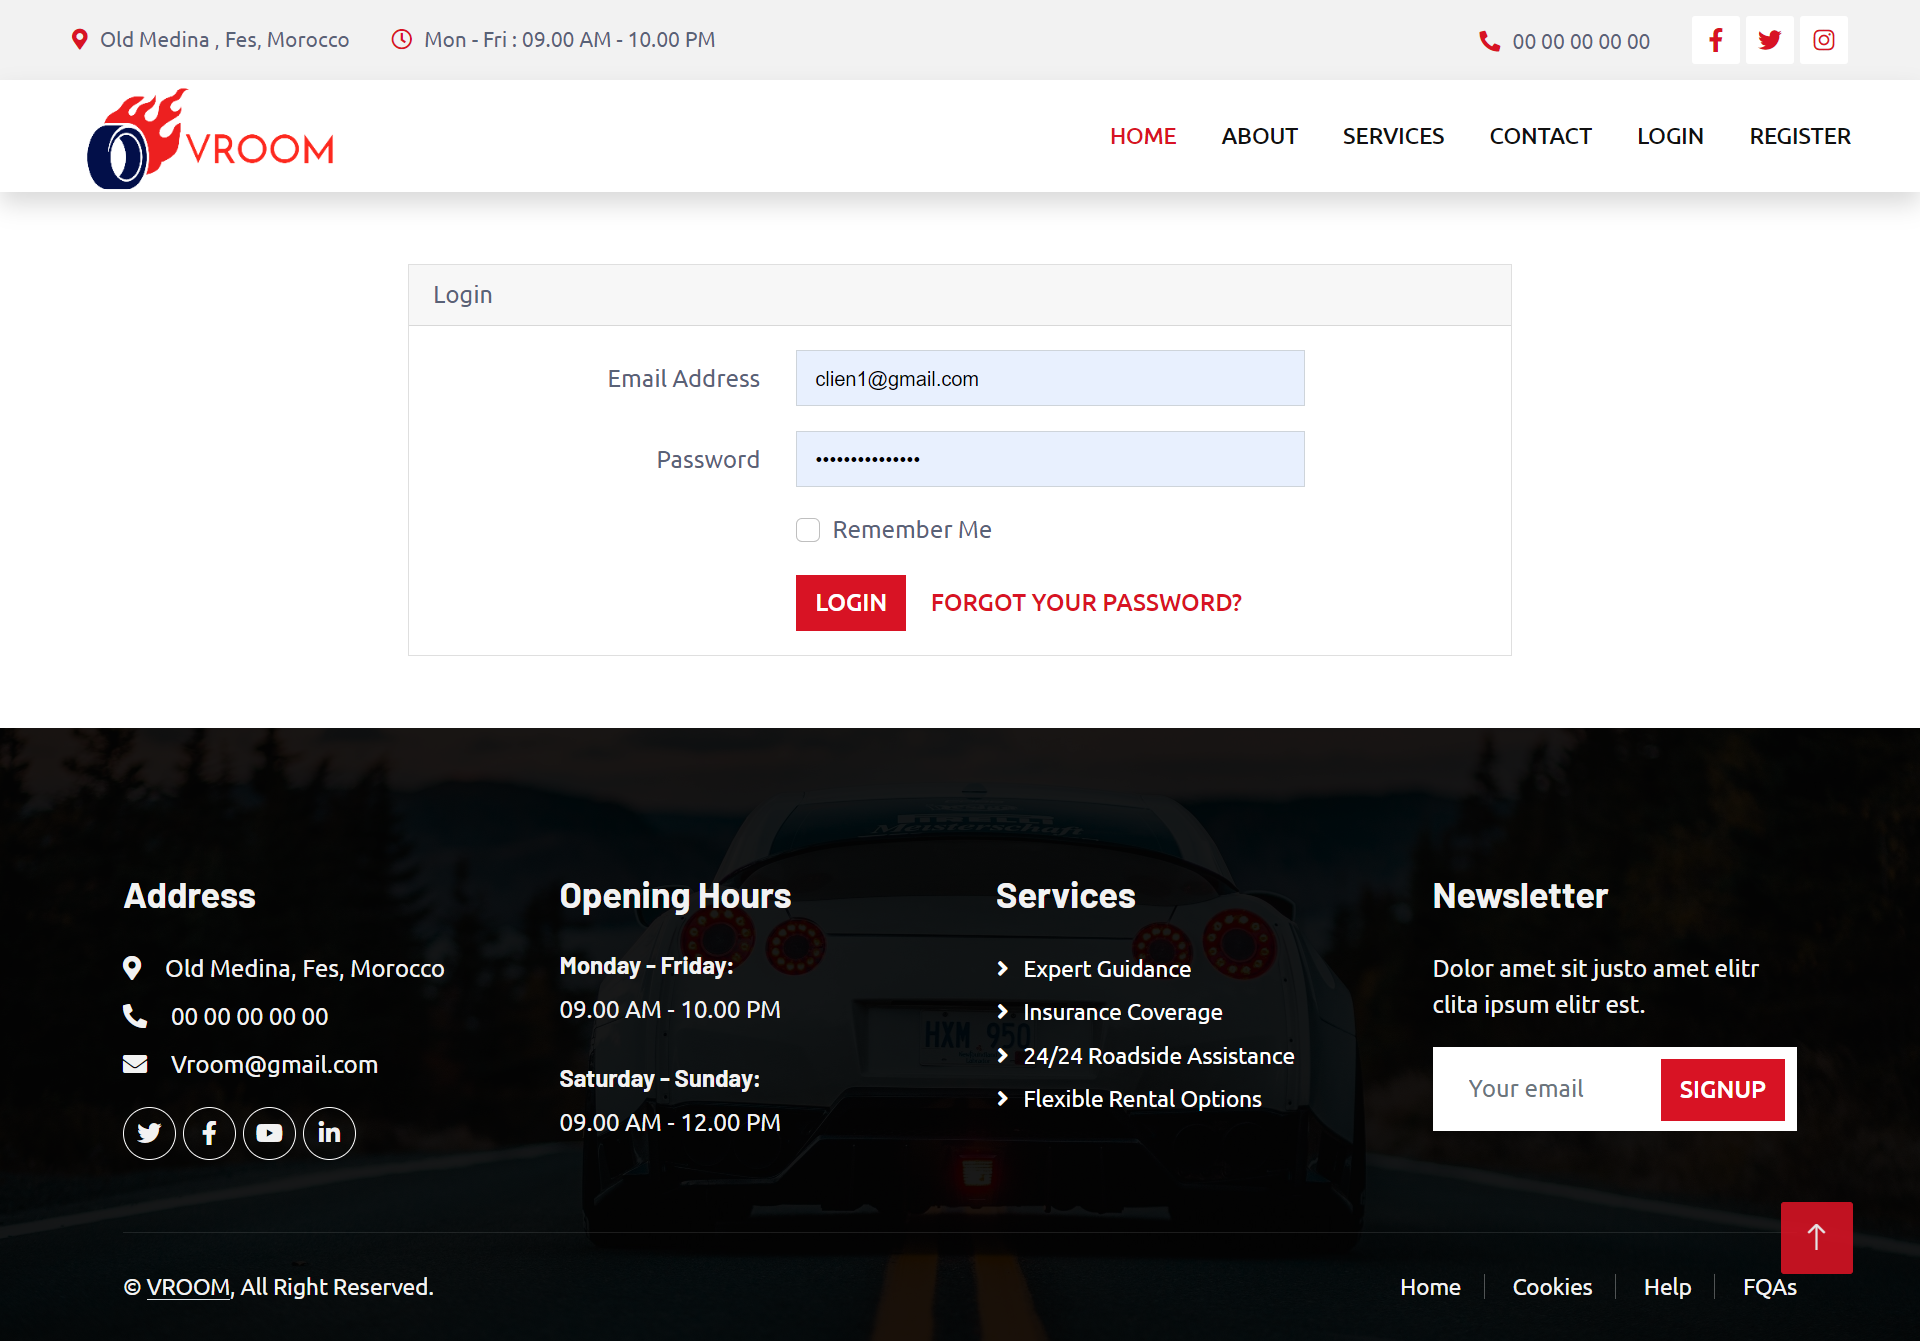 Old Medina , Fes, Morocco
Mon - Fri : 09.00 AM - 10.00 PM
00 00 00 00 00
VROOM
HOME
ABOUT
SERVICES
CONTACT
LOGIN
REGISTER
Login
Email Address
clien1@gmail.com
Password
•••••••••••••••
Remember Me
LOGIN
FORGOT YOUR PASSWORD?
Meisterschaft
HXM 950
Address
Old Medina, Fes, Morocco
00 00 00 00 00
Vroom@gmail.com
Opening Hours
Monday - Friday:
09.00 AM - 10.00 PM
Saturday - Sunday:
09.00 AM - 12.00 PM
Services
Expert Guidance
Insurance Coverage
24/24 Roadside Assistance
Flexible Rental Options
Newsletter
Dolor amet sit justo amet elitr
clita ipsum elitr est.
Your email
SIGNUP
© VROOM, All Right Reserved.
Home
Cookies
Help
FQAs